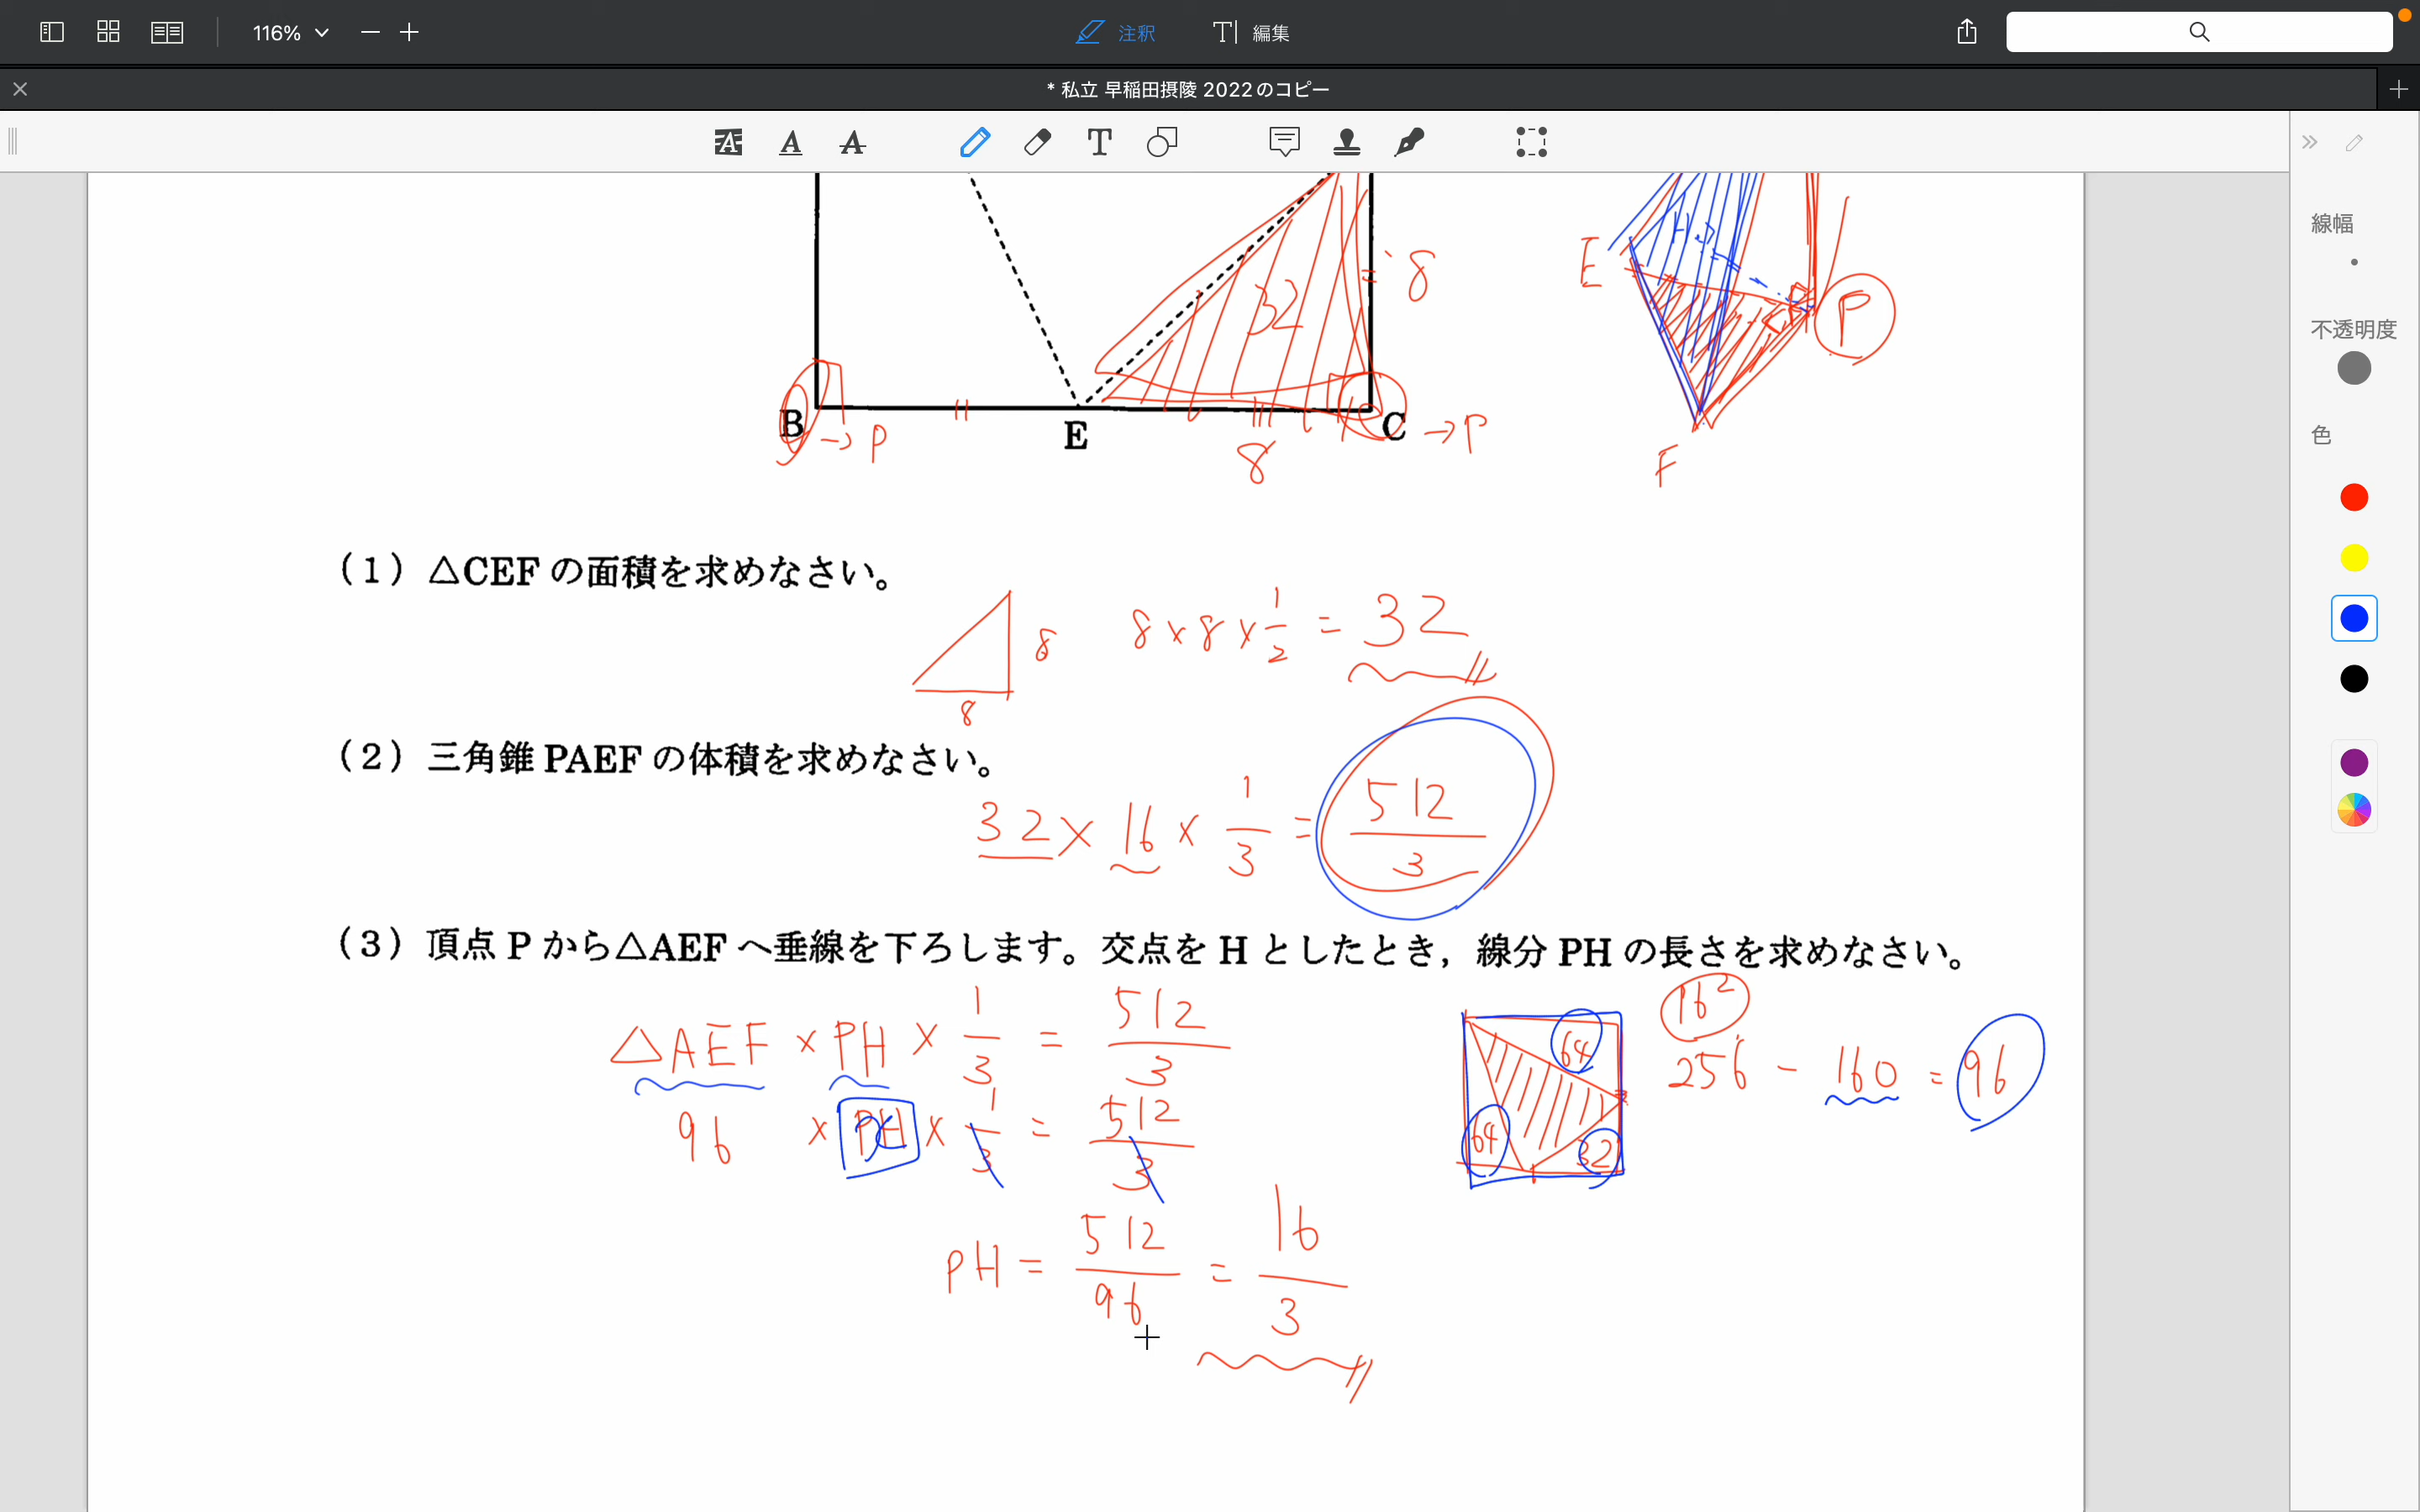 116%
注釈
編集
* 私立 早稲田摂陵 2022のコピー
線幅
不透明度
色
32
= 8
E
P
B → P
E
8
C → P
F
(1) △CEF の面積を求めなさい。
8
8
8 × 8 × 1/2 = 32
(2) 三角錐 PAEF の体積を求めなさい。
32 × 16 × 1/3 = 512/3
(3) 頂点 P から△AEF へ垂線を下ろします。交点を H としたとき，線分 PH の長さを求めなさい。
△AEF × PH × 1/3 = 512/3
96 × PH × 1/3 = 512/3
PH = 512/96 = 16/3
64
64
32
16²
256 - 160 = 96